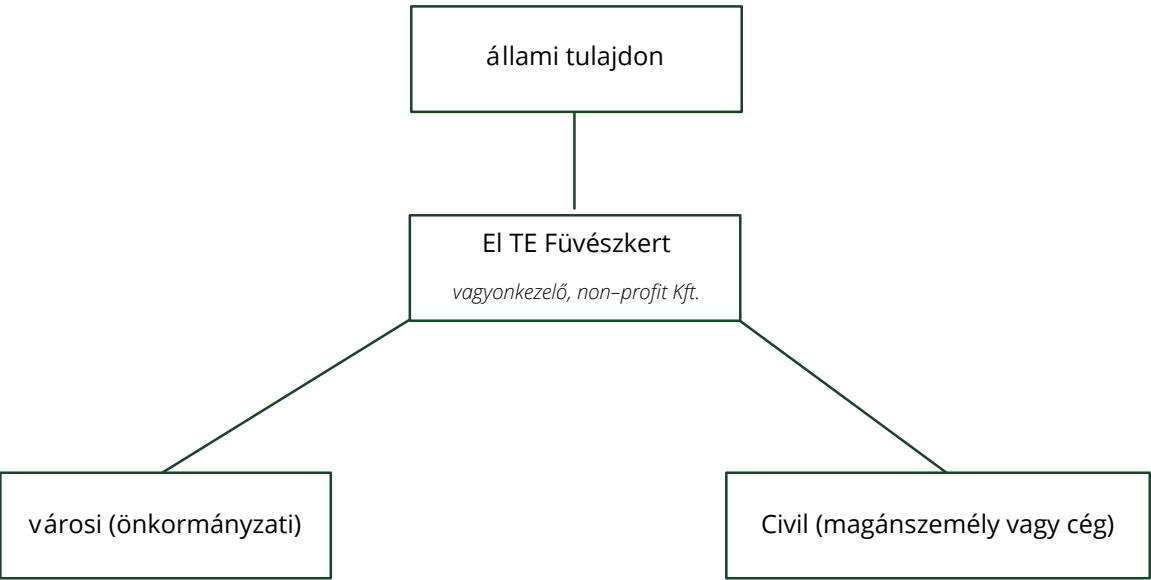 állami tulajdon
El TE Füvészkert
vagyonkezelő, non–profit Kft.
városi (önkormányzati)
Civil (magánszemély vagy cég)